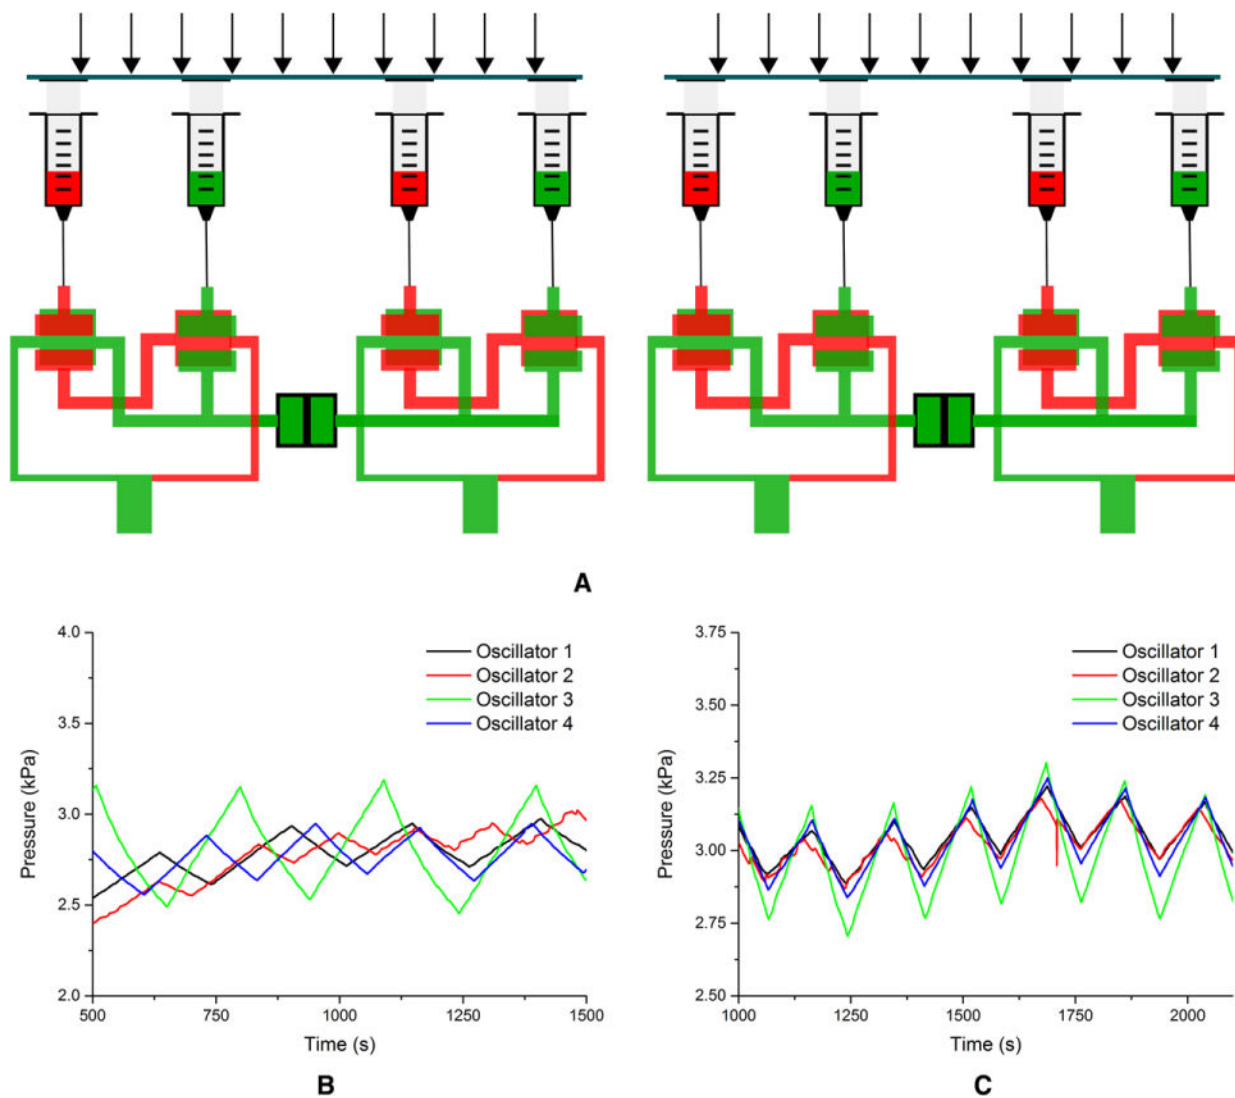 A
4.0
3.5
3.0
2.5
2.0
Pressure (kPa)
Oscillator 1
Oscillator 2
Oscillator 3
Oscillator 4
500
750
1000
1250
1500
Time (s)
B
3.75
3.50
3.25
3.00
2.75
2.50
Pressure (kPa)
Oscillator 1
Oscillator 2
Oscillator 3
Oscillator 4
1000
1250
1500
1750
2000
Time (s)
C